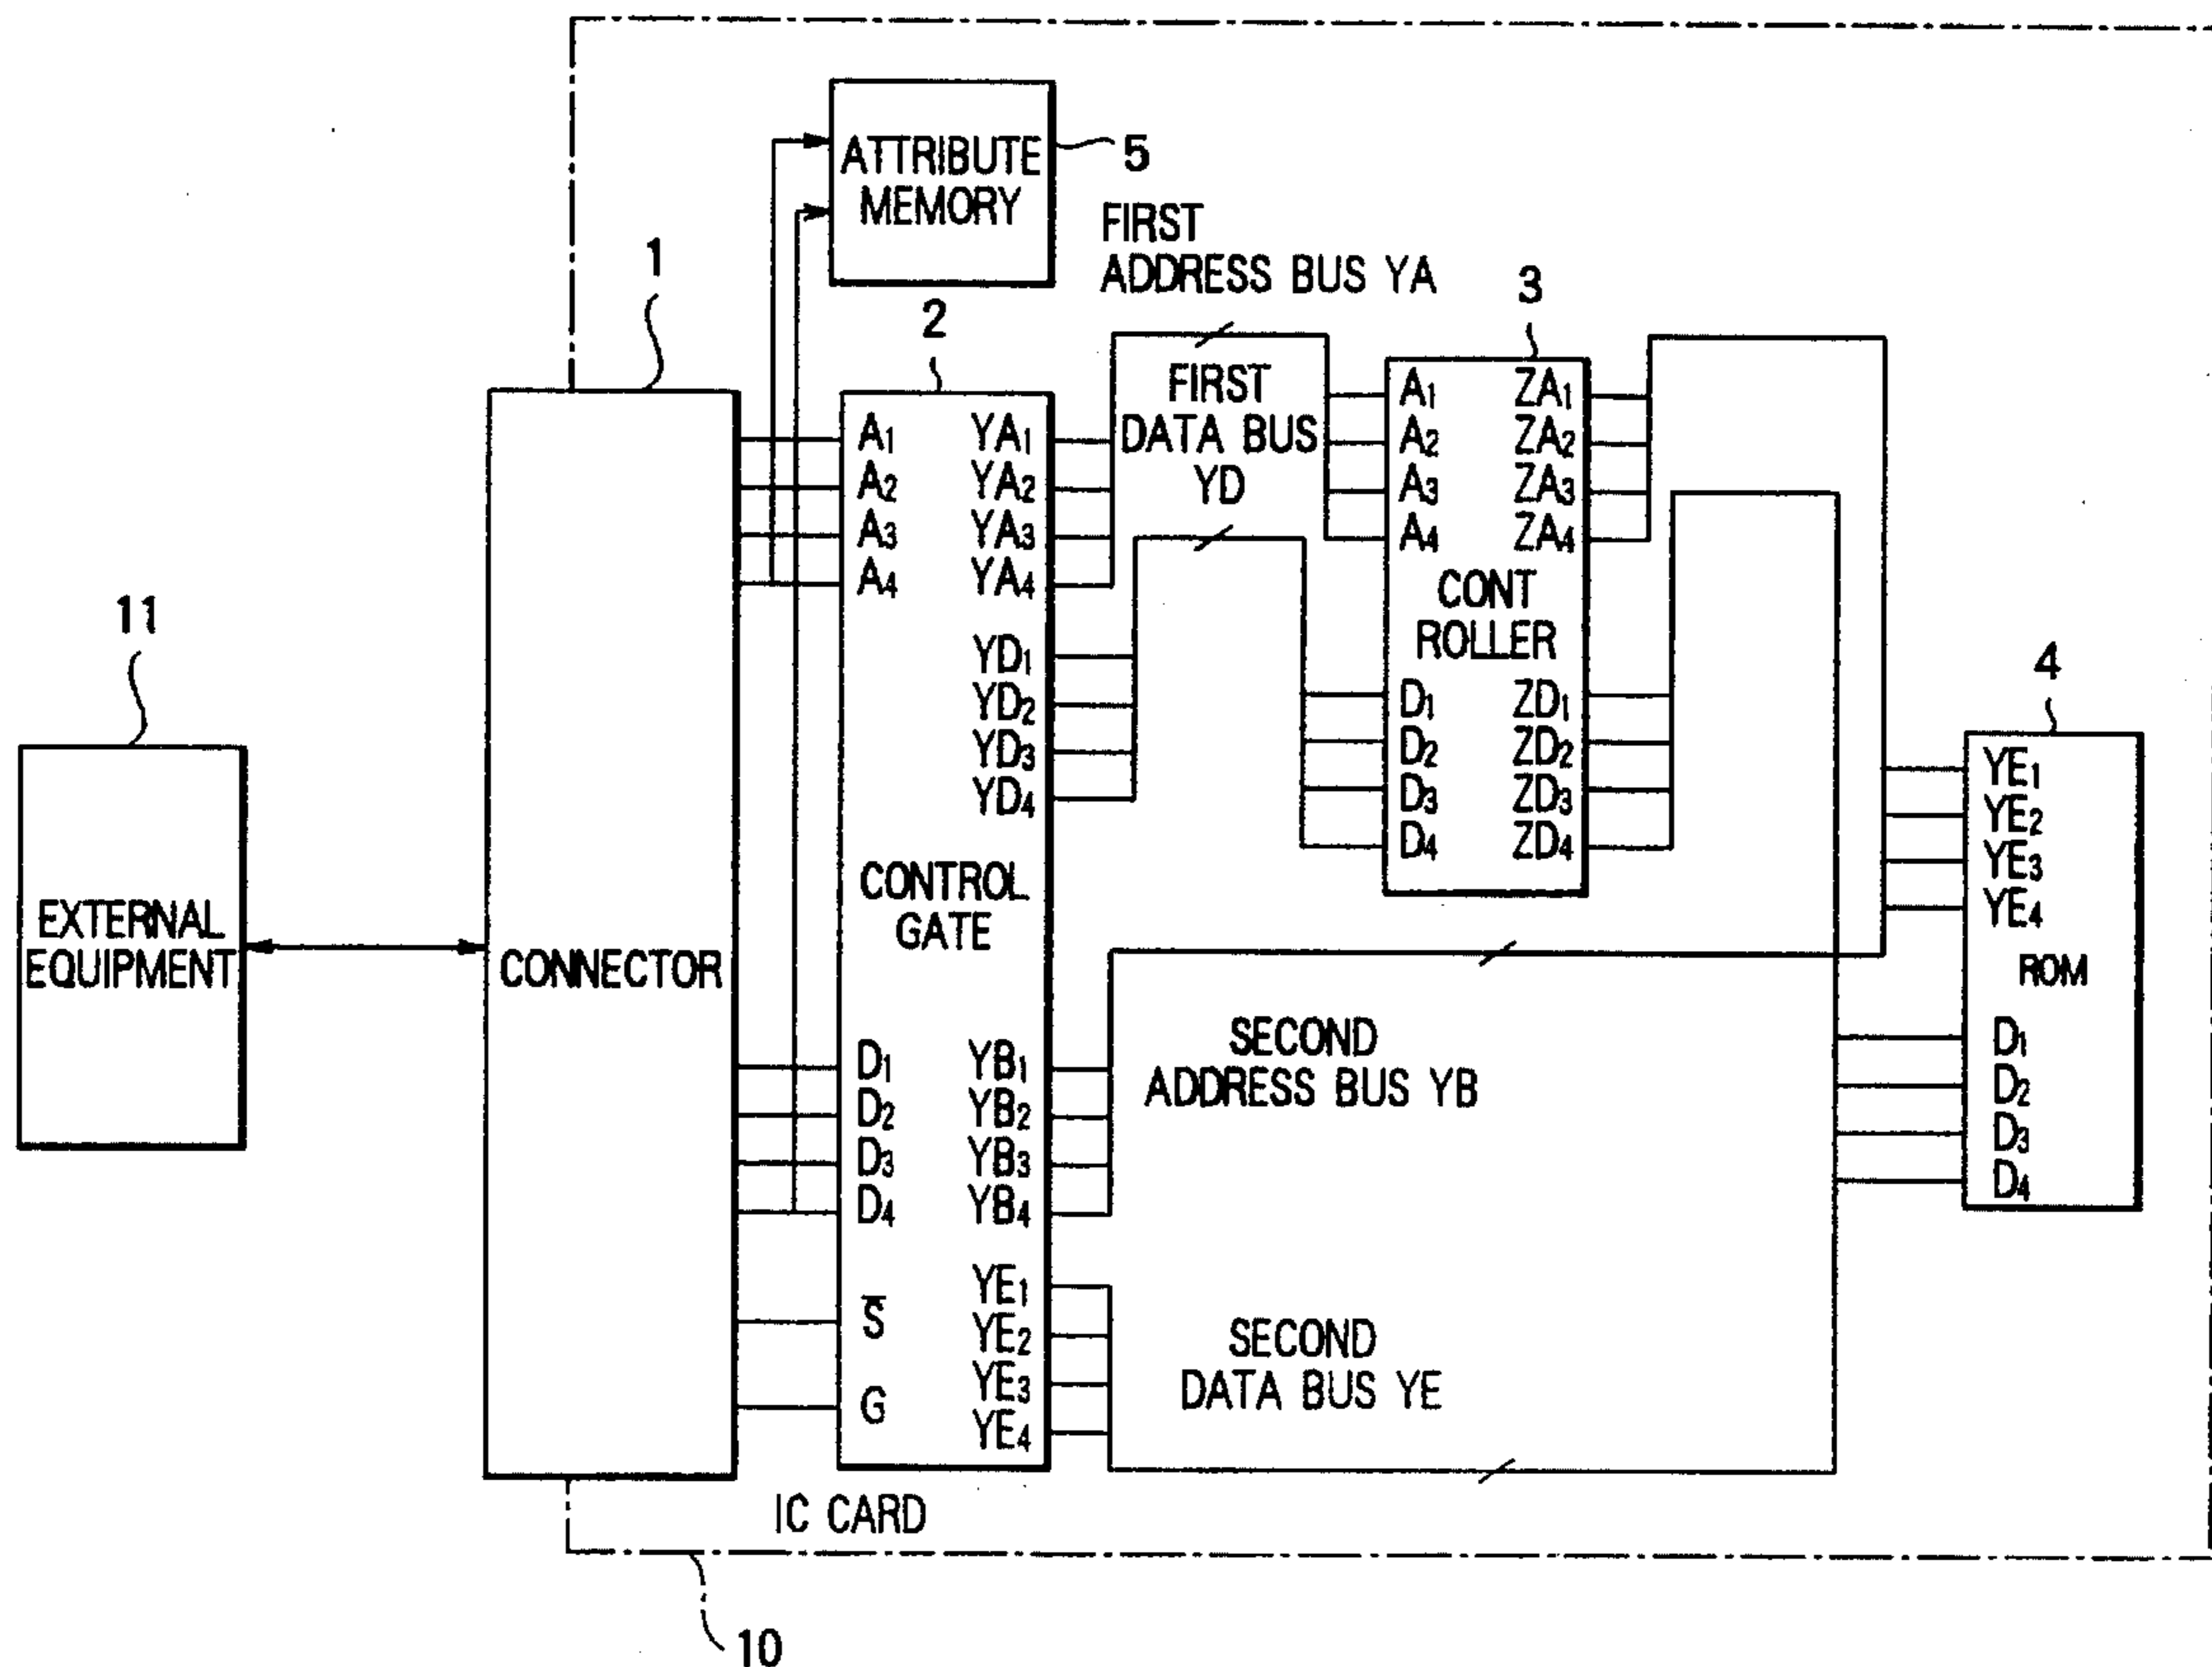 ATTRIBUTE
MEMORY
5
FIRST
ADDRESS BUS YA
1
2
3
FIRST
DATA BUS
YD
A1
A2
A3
A4
YA1
YA2
YA3
YA4
YD1
YD2
YD3
YD4
A1
A2
A3
A4
ZA1
ZA2
ZA3
ZA4
CONT
ROLLER
D1
D2
D3
D4
ZD1
ZD2
ZD3
ZD4
11
EXTERNAL
EQUIPMENT
CONNECTOR
CONTROL
GATE
4
YE1
YE2
YE3
YE4
ROM
D1
D2
D3
D4
D1
D2
D3
D4
YB1
YB2
YB3
YB4
SECOND
ADDRESS BUS YB
S̅
G
YE1
YE2
YE3
YE4
SECOND
DATA BUS YE
IC CARD
10